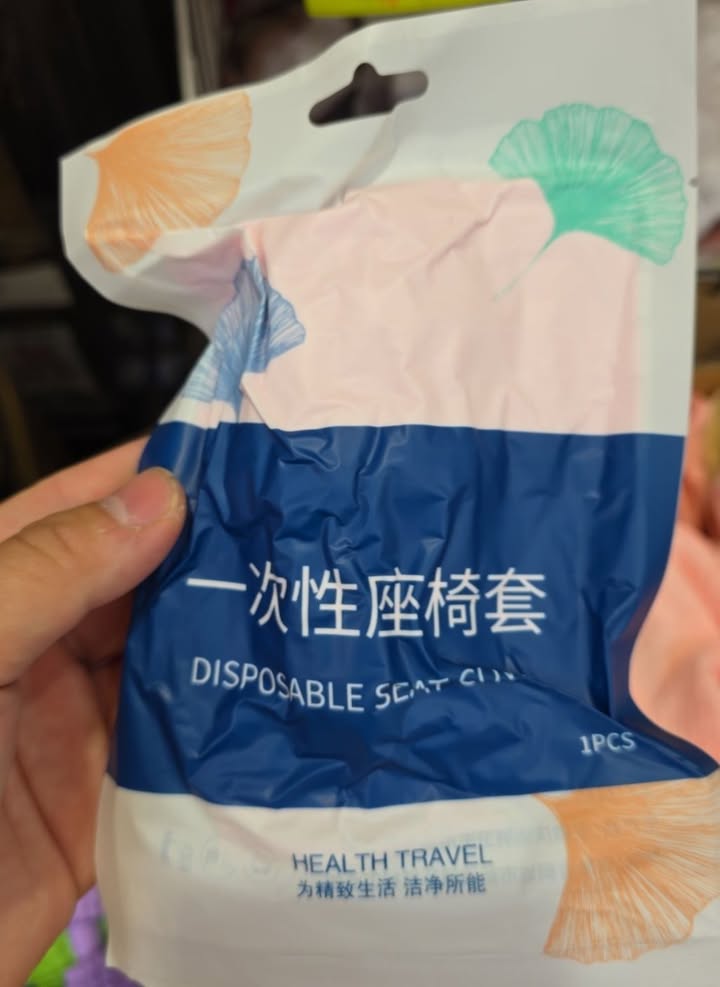 一次性座椅套
DISPOSABLE SEAT
1PCS
HEALTH TRAVEL
为精致生活 洁净所能